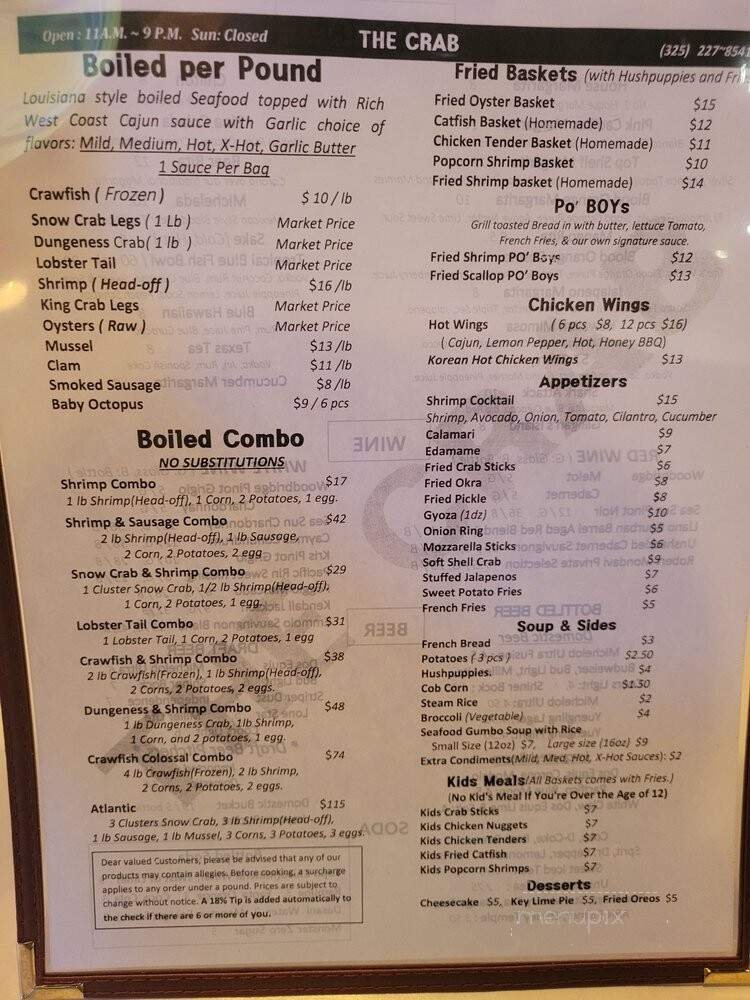 Open : 11A.M. ~ 9 P.M. Sun: Closed
THE CRAB
(325) 227~8541
Boiled per Pound
Louisiana style boiled Seafood topped with Rich
West Coast Cajun sauce with Garlic choice of
flavors: Mild, Medium, Hot, X-Hot, Garlic Butter
1 Sauce Per Bag
Crawfish ( Frozen ) $ 10 / lb
Snow Crab Legs ( 1 Lb ) Market Price
Dungeness Crab( 1 lb ) Market Price
Lobster Tail Market Price
Shrimp ( Head-off ) $16 /lb
King Crab Legs Market Price
Oysters ( Raw ) Market Price
Mussel $13 /lb
Clam $11 /lb
Smoked Sausage $8 /lb
Baby Octopus $9 / 6 pcs
Boiled Combo
NO SUBSTITUTIONS
Shrimp Combo $17
1 lb Shrimp(Head-off), 1 Corn, 2 Potatoes, 1 egg.
Shrimp & Sausage Combo $42
2 lb Shrimp(Head-off), 1 lb Sausage,
2 Corn, 2 Potatoes, 2 egg
Snow Crab & Shrimp Combo $29
1 Cluster Snow Crab, 1/2 lb Shrimp(Head-off),
1 Corn, 2 Potatoes, 1 egg.
Lobster Tail Combo $31
1 Lobster Tail, 1 Corn, 2 Potatoes, 1 egg
Crawfish & Shrimp Combo $38
2 lb Crawfish(Frozen), 1 lb Shrimp(Head-off),
2 Corns, 2 Potatoes, 2 eggs.
Dungeness & Shrimp Combo $48
1 lb Dungeness Crab, 1lb Shrimp,
1 Corn, and 2 potatoes, 1 egg.
Crawfish Colossal Combo $74
4 lb Crawfish(Frozen), 2 lb Shrimp,
2 Corns, 2 Potatoes, 2 eggs.
Atlantic $115
3 Clusters Snow Crab, 3 lb Shrimp(Head-off),
1 lb Sausage, 1 lb Mussel, 3 Corns, 3 Potatoes, 3 eggs.
Dear valued Customers, please be advised that any of our
products may contain allegies. Before cooking, a surcharge
applies to any order under a pound. Prices are subject to
change without notice. A 18% Tip is added automatically to
the check if there are 6 or more of you.
Fried Baskets (with Hushpuppies and
Fried Oyster Basket $15
Catfish Basket (Homemade) $12
Chicken Tender Basket (Homemade) $11
Popcorn Shrimp Basket $10
Fried Shrimp basket (Homemade) $14
Po' BOYs
Grill toasted Bread in with butter, lettuce Tomato,
French Fries, & our own signature sauce.
Fried Shrimp PO' Boys $12
Fried Scallop PO' Boys $13
Chicken Wings
Hot Wings ( 6 pcs $8, 12 pcs $16)
( Cajun, Lemon Pepper, Hot, Honey BBQ)
Korean Hot Chicken Wings $13
Appetizers
Shrimp Cocktail $15
Shrimp, Avocado, Onion, Tomato, Cilantro, Cucumber
Calamari $9
Edamame $7
Fried Crab Sticks $6
Fried Okra $8
Fried Pickle $8
Gyoza (1dz) $10
Onion Ring $5
Mozzarella Sticks $6
Soft Shell Crab $9
Stuffed Jalapenos $7
Sweet Potato Fries $6
French Fries $5
Soup & Sides
French Bread $3
Potatoes ( 3 pcs ) $2.50
Hushpuppies. $4
Cob Corn $1.50
Steam Rice $2
Broccoli (Vegetable) $4
Seafood Gumbo Soup with Rice
Small Size (12oz) $7, Large size (16oz) $9
Extra Condiments(Mild, Med, Hot, X-Hot Sauces): $2
Kids Meals(All Baskets comes with Fries.)
(No Kid's Meal If You're Over the Age of 12)
Kids Crab Sticks $7
Kids Chicken Nuggets $7
Kids Chicken Tenders $7
Kids Fried Catfish $7
Kids Popcorn Shrimps $7
Desserts
Cheesecake $5, Key Lime Pie $5, Fried Oreos $5
menupix